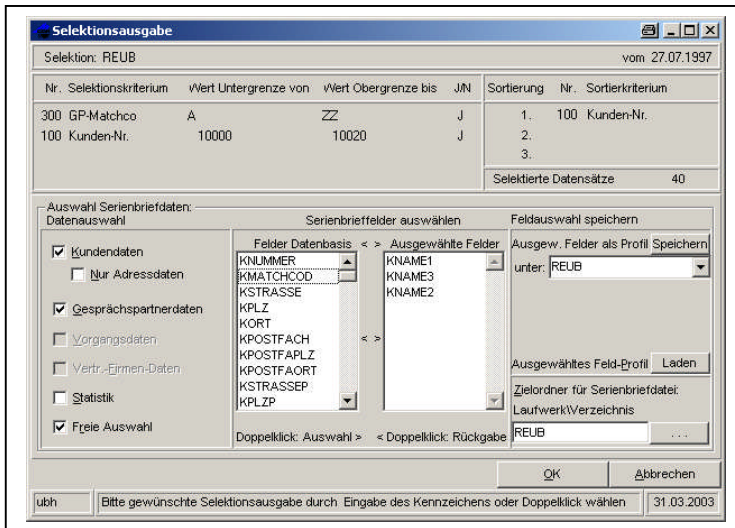 Selektionsausgabe
Selektion: REUB vom 27.07.1997
Nr. Selektionskriterium Wert Untergrenze von Wert Obergrenze bis J/N
300 GP-Matchco A ZZ J
100 Kunden-Nr. 10000 10020 J
Sortierung Nr. Sortierkriterium
1. 100 Kunden-Nr.
2.
3.
Selektierte Datensätze 40
Auswahl Serienbriefdaten:
Datenauswahl
Kundendaten
Nur Adressdaten
Gesprächspartnerdaten
Vorgangsdaten
Vertr.-Firmen-Daten
Statistik
Freie Auswahl
Serienbrieffelder auswählen
Felder Datenbasis < > Ausgewählte Felder
KNUMMER
KMATCHCOD
KSTRASSE
KPLZ
KORT
KPOSTFACH
KPOSTFAPLZ
KPOSTFAORT
KSTRASSEP
KPLZP
< >
KNAME1
KNAME3
KNAME2
Doppelklick: Auswahl > < Doppelklick: Rückgabe
Feldauswahl speichern
Ausgew. Felder als Profil Speichern
unter: REUB
Ausgewähltes Feld-Profil Laden
Zielordner für Serienbriefdatei:
Laufwerk\Verzeichnis
REUB ...
OK Abbrechen
ubh Bitte gewünschte Selektionsausgabe durch Eingabe des Kennzeichens oder Doppelklick wählen 31.03.2003